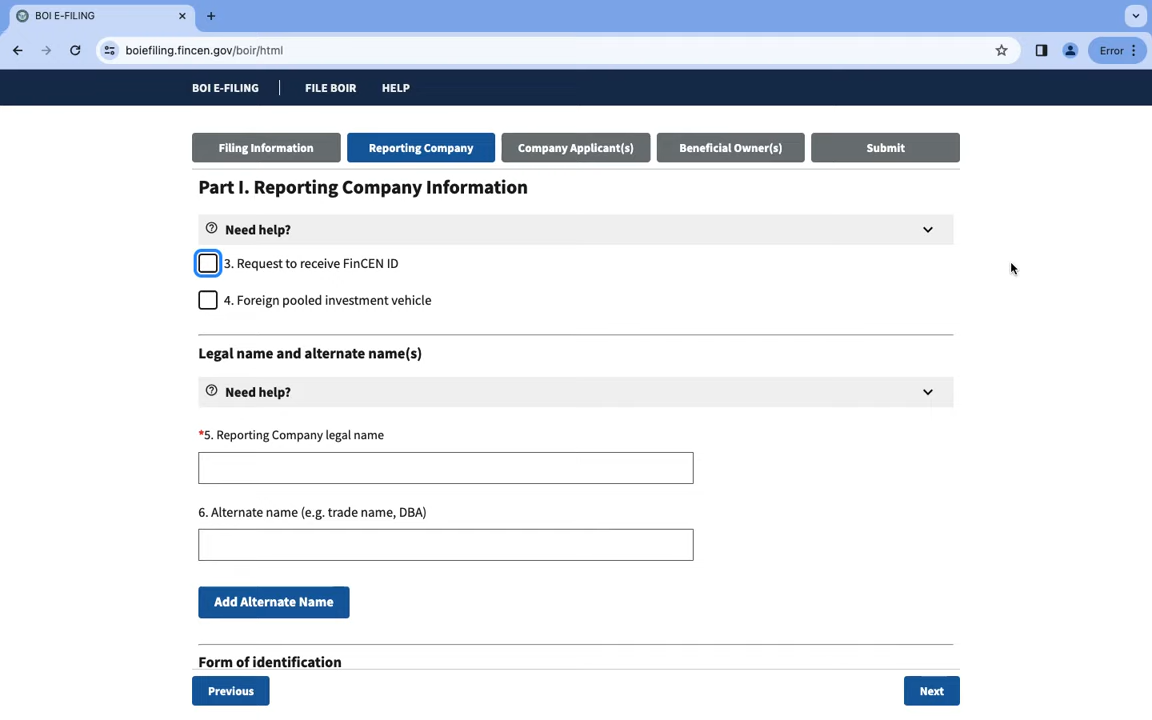 BOI E-FILING
boiefiling.fincen.gov/boir/html
Error
BOI E-FILING
FILE BOIR
HELP
Filing Information
Reporting Company
Company Applicant(s)
Beneficial Owner(s)
Submit
Part I. Reporting Company Information
Need help?
3. Request to receive FinCEN ID
4. Foreign pooled investment vehicle
Legal name and alternate name(s)
Need help?
*5. Reporting Company legal name
6. Alternate name (e.g. trade name, DBA)
Add Alternate Name
Form of identification
Previous
Next